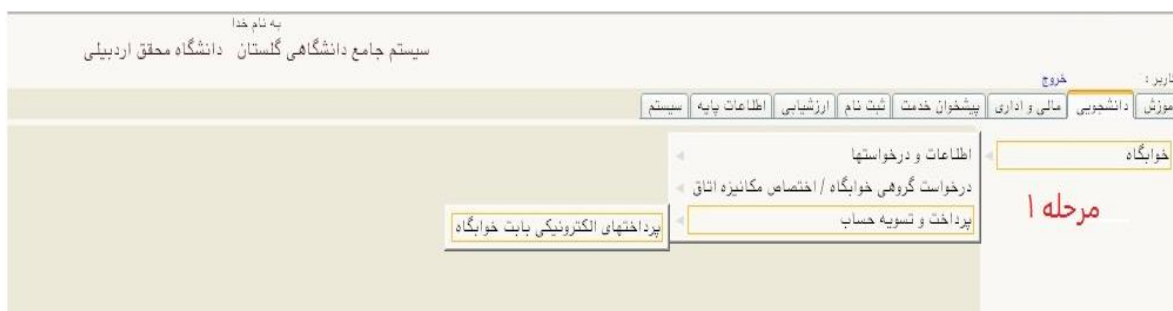 به نام خدا
سیستم جامع دانشگاهی گلستان دانشگاه محقق اردبیلی
خروج
دانشجویی مالی و اداری پیشخوان خدمت ثبت نام ارزشیابی اطلاعات پایه سیستم
خوابگاه
اطلاعات و درخواستها
درخواست گروهی خوابگاه / اختصاص مکانیزه اتاق
مرحله ۱
پرداخت و تسویه حساب
پرداختهای الکترونیکی بابت خوابگاه